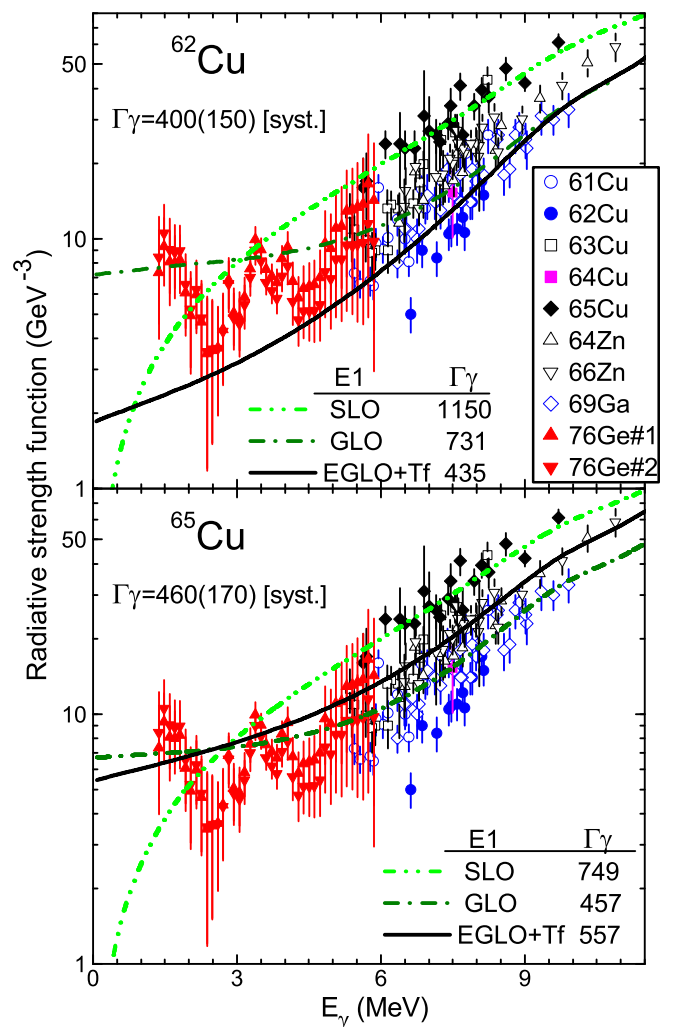 50
10
1
⁶²Cu
Γγ=400(150) [syst.]
61Cu
62Cu
63Cu
64Cu
65Cu
64Zn
66Zn
69Ga
76Ge#1
76Ge#2
E1 Γγ
SLO 1150
GLO 731
EGLO+Tf 435
Radiative strength function (GeV⁻³)
⁶⁵Cu
Γγ=460(170) [syst.]
50
10
1
E1 Γγ
SLO 749
GLO 457
EGLO+Tf 557
0 3 6 9
E_γ (MeV)